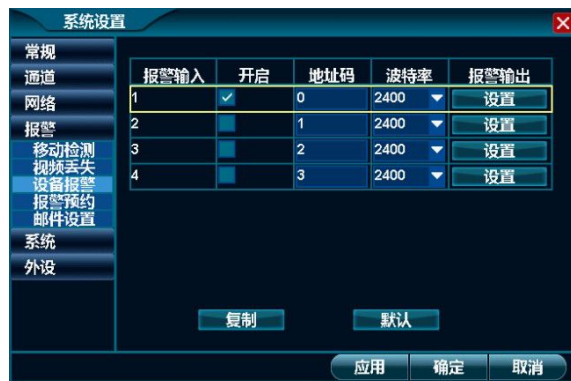 系统设置
常规
通道
网络
报警
移动检测
视频丢失
设备报警
报警预约
邮件设置
系统
外设
报警输入 开启 地址码 波特率 报警输出
1 0 2400 设置
2 1 2400 设置
3 2 2400 设置
4 3 2400 设置
复制 默认
应用 确定 取消